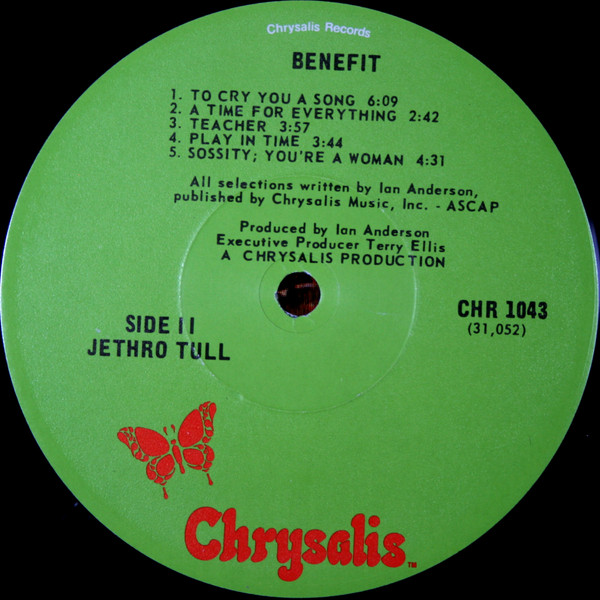 Chrysalis Records
BENEFIT
1. TO CRY YOU A SONG 6:09
2. A TIME FOR EVERYTHING 2:42
3. TEACHER 3:57
4. PLAY IN TIME 3:44
5. SOSSITY; YOU'RE A WOMAN 4:31
All selections written by Ian Anderson,
published by Chrysalis Music, Inc. - ASCAP
Produced by Ian Anderson
Executive Producer Terry Ellis
A CHRYSALIS PRODUCTION
CHR 1043
(31,052)
SIDE II
JETHRO TULL
Chrysalis™